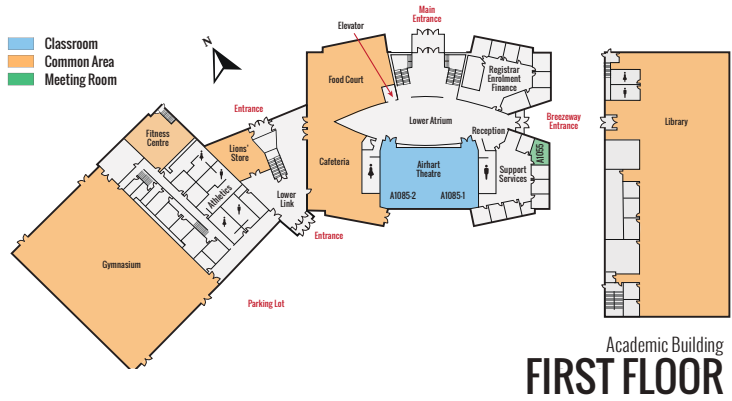 Classroom
Common Area
Meeting Room
N
Elevator
Main
Entrance
Food Court
Registrar
Enrolment
Finance
Library
Entrance
Lower Atrium
Breezeway
Entrance
Reception
Fitness
Centre
Lions'
Store
Cafeteria
Airhart
Theatre
Support
Services
A1055
Athletics
Lower
Link
A1085-2
A1085-1
Entrance
Gymnasium
Parking Lot
Academic Building
FIRST FLOOR